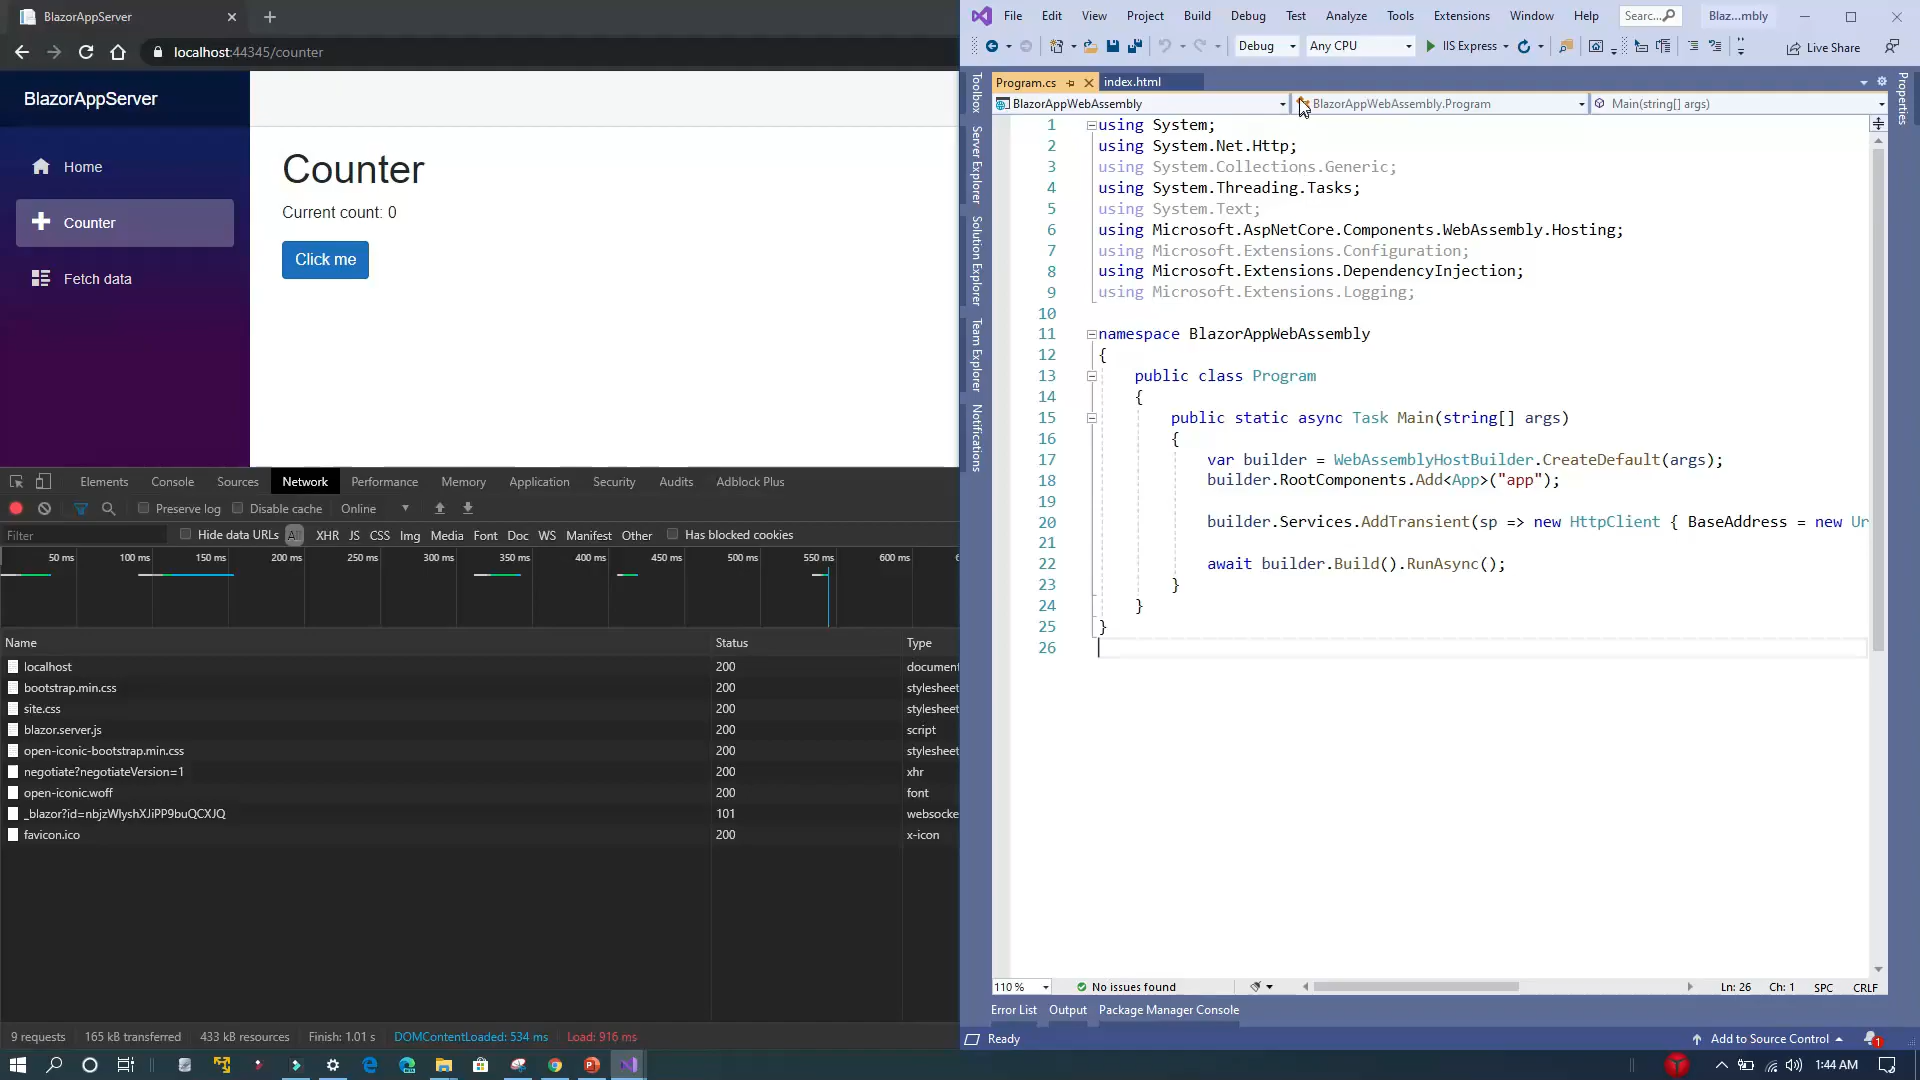 BlazorAppServer
localhost:44345/counter
BlazorAppServer
Home
Counter
Fetch data
Counter
Current count: 0
Click me
Elements Console Sources Network Performance Memory Application Security Audits Adblock Plus
Preserve log Disable cache Online
Filter Hide data URLs All XHR JS CSS Img Media Font Doc WS Manifest Other Has blocked cookies
50 ms 100 ms 150 ms 200 ms 250 ms 300 ms 350 ms 400 ms 450 ms 500 ms 550 ms 600 ms
Name Status Type
localhost 200 document
bootstrap.min.css 200 stylesheet
site.css 200 stylesheet
blazor.server.js 200 script
open-iconic-bootstrap.min.css 200 stylesheet
negotiate?negotiateVersion=1 200 xhr
open-iconic.woff 200 font
_blazor?id=nbjzWlyshXJiPP9buQCXJQ 101 websocke
favicon.ico 200 x-icon
9 requests 165 kB transferred 433 kB resources Finish: 1.01 s DOMContentLoaded: 534 ms Load: 916 ms
File Edit View Project Build Debug Test Analyze Tools Extensions Window Help Searc... Blaz...mbly
Debug Any CPU IIS Express Live Share
Toolbox
Server Explorer
Solution Explorer
Team Explorer
Notifications
Properties
Program.cs index.html
BlazorAppWebAssembly BlazorAppWebAssembly.Program Main(string[] args)
1 using System;
2 using System.Net.Http;
3 using System.Collections.Generic;
4 using System.Threading.Tasks;
5 using System.Text;
6 using Microsoft.AspNetCore.Components.WebAssembly.Hosting;
7 using Microsoft.Extensions.Configuration;
8 using Microsoft.Extensions.DependencyInjection;
9 using Microsoft.Extensions.Logging;
10
11 namespace BlazorAppWebAssembly
12 {
13 public class Program
14 {
15 public static async Task Main(string[] args)
16 {
17 var builder = WebAssemblyHostBuilder.CreateDefault(args);
18 builder.RootComponents.Add<App>("app");
19
20 builder.Services.AddTransient(sp => new HttpClient { BaseAddress = new Ur
21
22 await builder.Build().RunAsync();
23 }
24 }
25 }
26
110 % No issues found Ln: 26 Ch: 1 SPC CRLF
Error List Output Package Manager Console
Ready Add to Source Control 1
1:44 AM